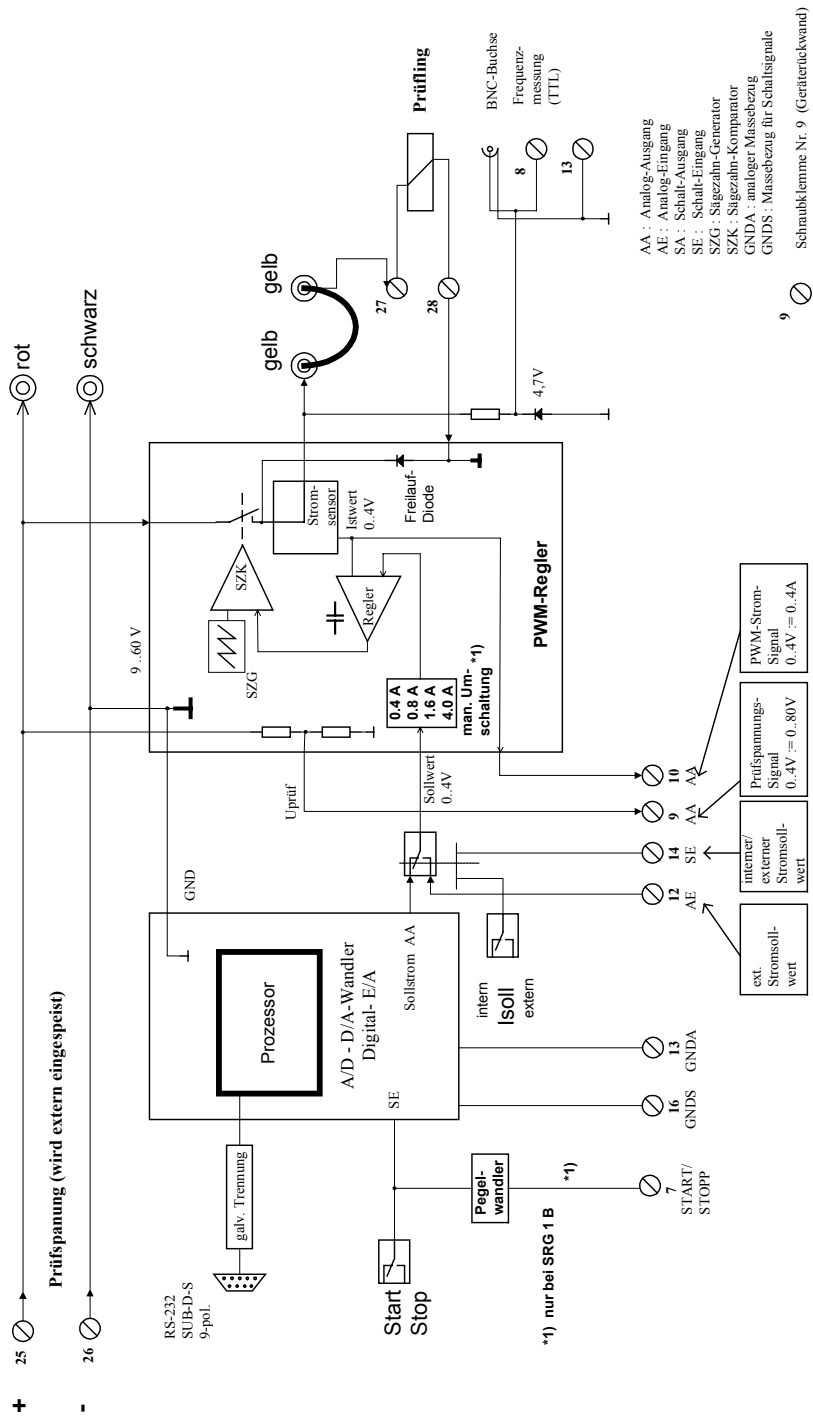 +
25
Prüfspanung (wird extern eingespeist)
rot
-
26
schwarz
RS-232
SUB-D-S
9-pol.
galv. Trennung
Prozessor
A/D - D/A-Wandler
Digital- E/A
SE
Sollstrom AA
GND
Start
Stop
Pegel-
wandler
*1)
*1) nur bei SRG 1 B
7
START/
STOPP
16
GNDS
13
GNDA
intern
Isoll
extern
12
AE
14
SE
9
AA
10
AA
ext.
Stromsoll-
wert
interner/
externer
Stromsoll-
wert
Prüfspannungs-
Signal
0..4V := 0..80V
PWM-Strom-
Signal
0..4V := 0..4A
Uprüf
Sollwert
0..4V
9 ..60 V
SZG
SZK
Regler
0.4 A
0.8 A
1.6 A
4.0 A
man. Um-
schaltung *1)
Strom-
sensor
Istwert
0..4V
Freilauf-
Diode
PWM-Regler
gelb
gelb
27
28
Prüfling
4,7V
BNC-Buchse
Frequenz-
messung
(TTL)
8
13
AA : Analog-Ausgang
AE : Analog-Eingang
SA : Schalt-Ausgang
SE : Schalt-Eingang
SZG : Sägezahn-Generator
SZK : Sägezahn-Komparator
GNDA : analoger Massebezug
GNDS : Massebezug für Schaltsignale
9
Schraubklemme Nr. 9 (Geräterückwand)